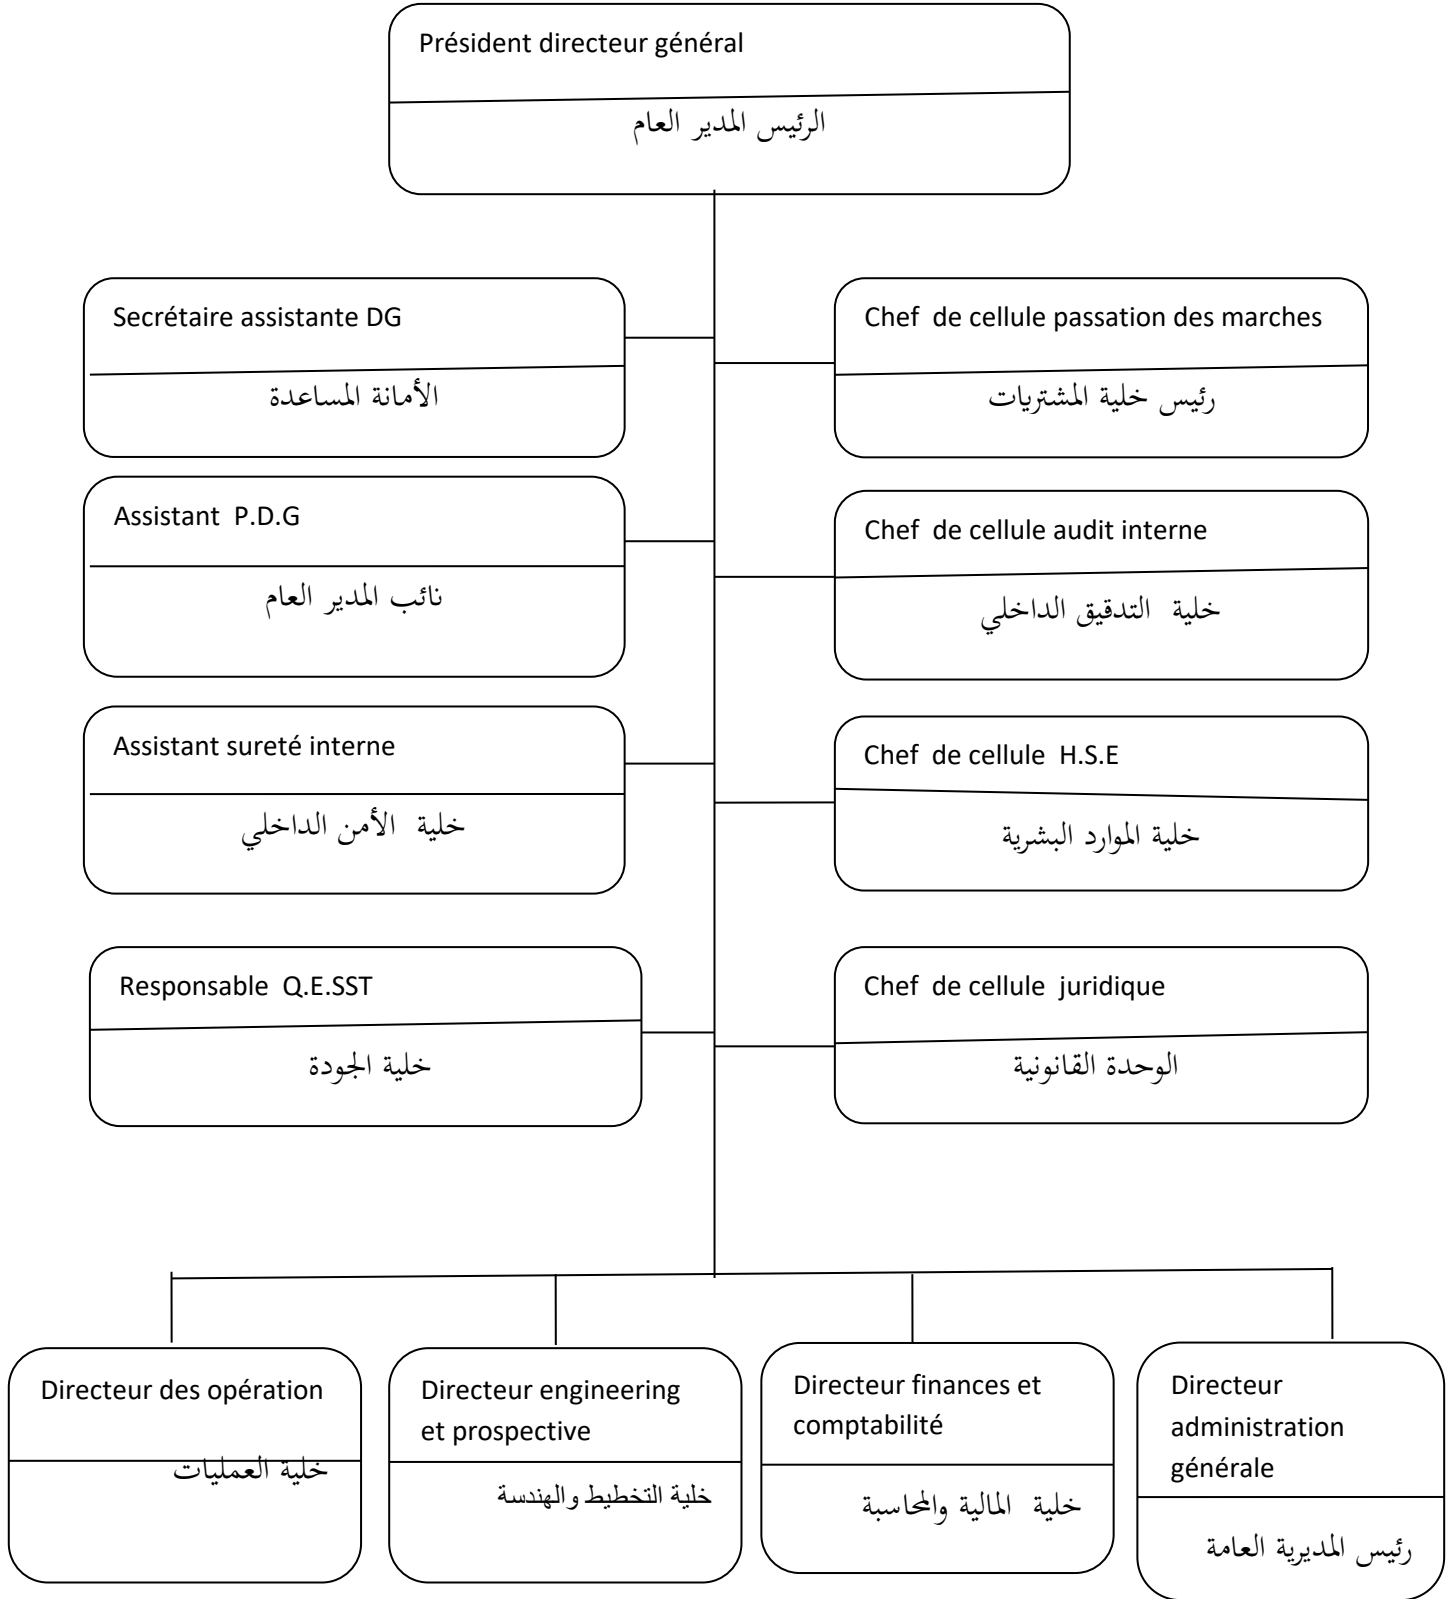 Président directeur général
الرئيس المدير العام
Secrétaire assistante DG
الأمانة المساعدة
Chef de cellule passation des marches
رئيس خلية المشتريات
Assistant P.D.G
نائب المدير العام
Chef de cellule audit interne
خلية التدقيق الداخلي
Assistant sureté interne
خلية الأمن الداخلي
Chef de cellule H.S.E
خلية الموارد البشرية
Responsable Q.E.SST
خلية الجودة
Chef de cellule juridique
الوحدة القانونية
Directeur des opération
خلية العمليات
Directeur engineering
et prospective
خلية التخطيط والهندسة
Directeur finances et
comptabilité
خلية المالية والمحاسبة
Directeur
administration
générale
رئيس المديرية العامة